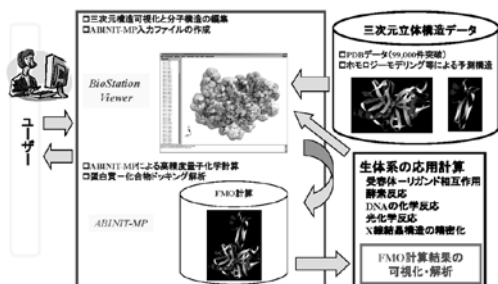 □三次元構造可視化と分子構造の編集
□ABINIT-MP入力ファイルの作成
BioStation
Viewer
ユーザー
□ABINIT-MPによる高精度量子化学計算
□蛋白質－化合物ドッキング解析
FMO計算
ABINIT-MP
三次元立体構造データ
□PDBデータ(99,000件突破)
□ホモロジーモデリング等による予測構造
生体系の応用計算
受容体ーリガンド相互作用
酵素反応
DNAの化学反応
光化学反応
X線結晶構造の精密化
FMO計算結果の
可視化・解析